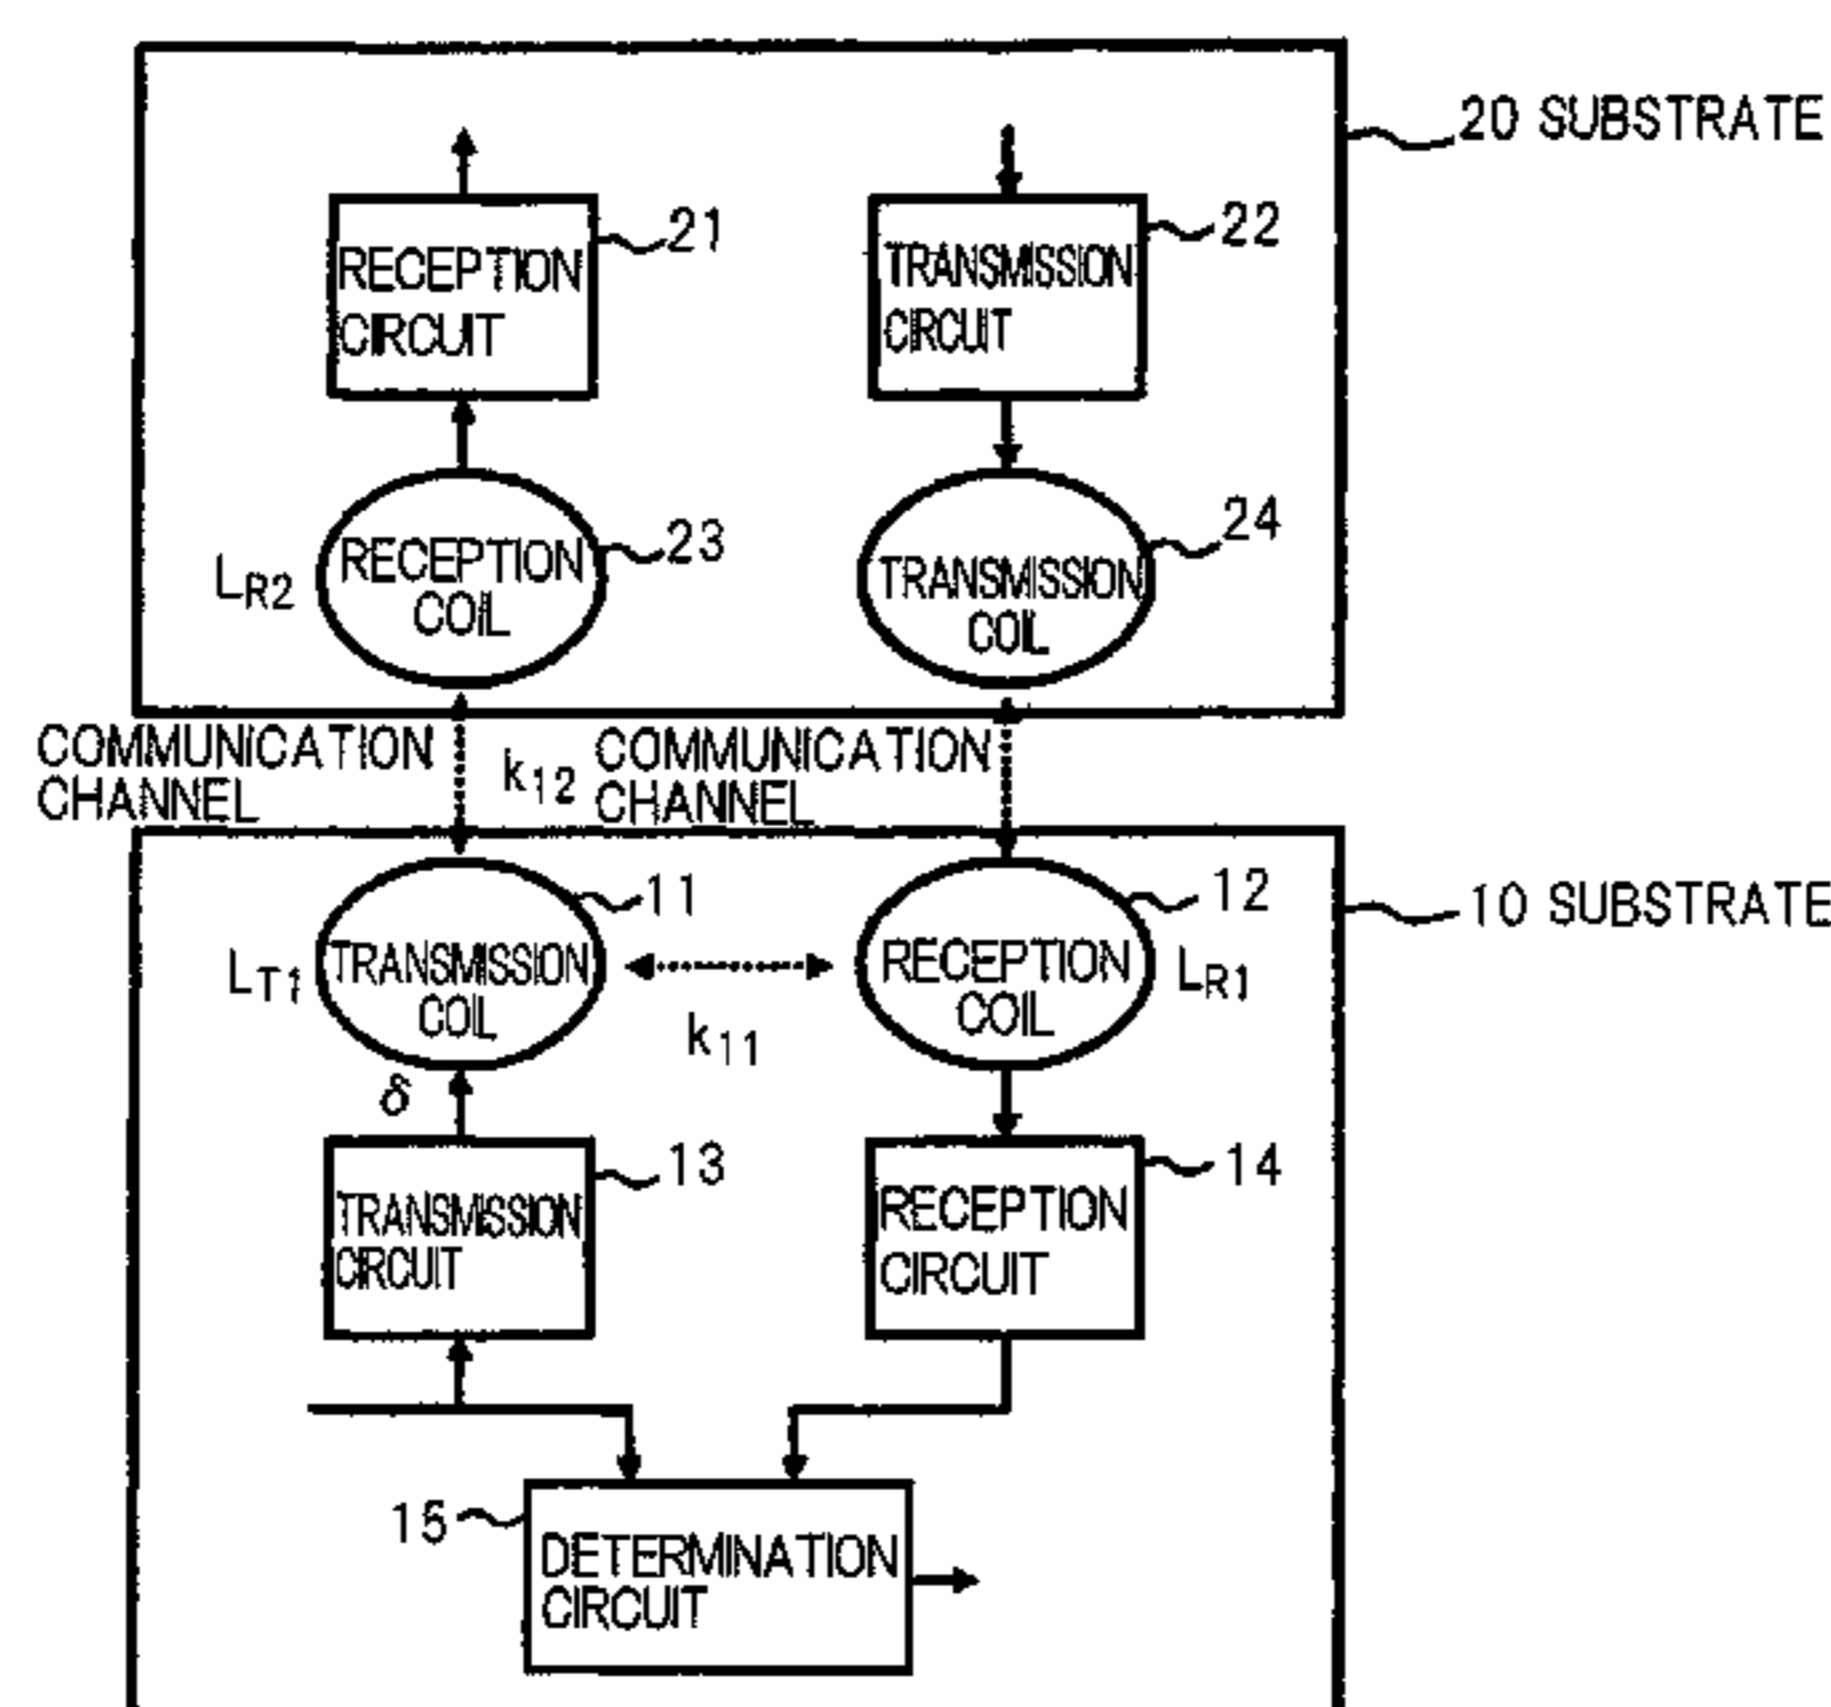 20 SUBSTRATE
21
22
RECEPTION
CIRCUIT
TRANSMISSION
CIRCUIT
23
24
LR2
RECEPTION
COIL
TRANSMISSION
COIL
COMMUNICATION
CHANNEL
k12
COMMUNICATION
CHANNEL
11
12
10 SUBSTRATE
LT1
TRANSMISSION
COIL
k11
RECEPTION
COIL
LR1
δ
13
14
TRANSMISSION
CIRCUIT
RECEPTION
CIRCUIT
15
DETERMINATION
CIRCUIT